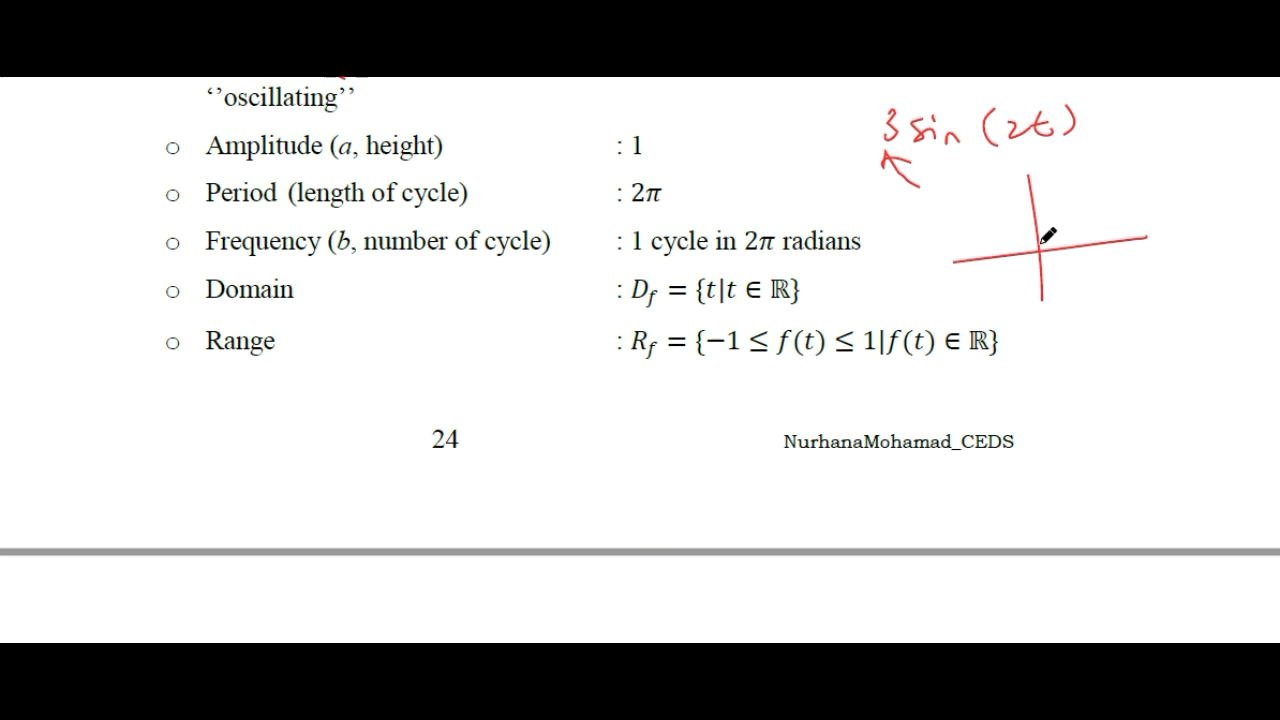 ‘’oscillating’’
3 sin (2t)
○ Amplitude (a, height) : 1
○ Period (length of cycle) : 2𝜋
○ Frequency (b, number of cycle) : 1 cycle in 2𝜋 radians
○ Domain : D_f = {t|t ∈ ℝ}
○ Range : R_f = {−1 ≤ f(t) ≤ 1|f(t) ∈ ℝ}
24 NurhanaMohamad_CEDS